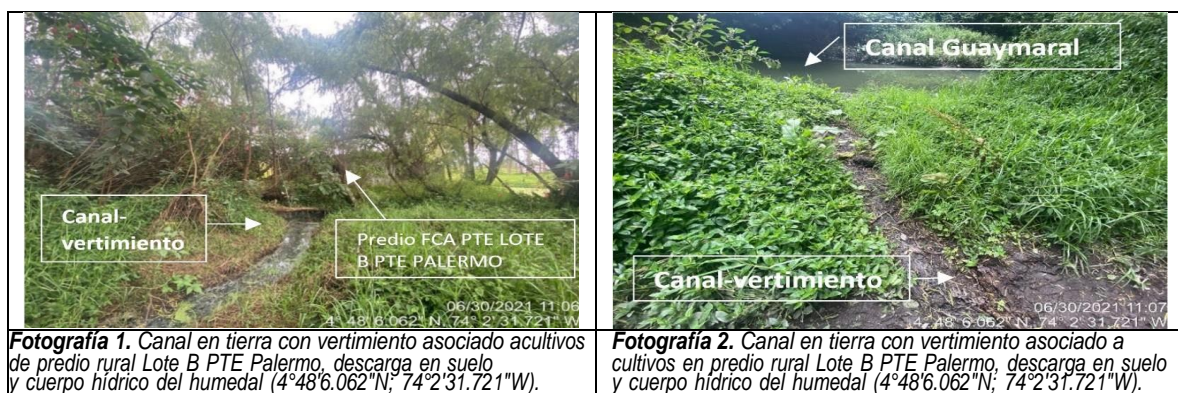 Canal-
vertimiento
Predio FCA PTE LOTE
B PTE PALERMO
06/30/2021 11:06
4° 48' 6.062" N, 74° 2' 31.721" W
Canal Guaymaral
Canal-vertimiento
06/30/2021 11:07
4° 48' 6.062" N, 74° 2' 31.721" W
Fotografía 1. Canal en tierra con vertimiento asociado acultivos
de predio rural Lote B PTE Palermo, descarga en suelo
y cuerpo hídrico del humedal (4°48'6.062"N; 74°2'31.721"W).
Fotografía 2. Canal en tierra con vertimiento asociado a
cultivos en predio rural Lote B PTE Palermo, descarga en suelo
y cuerpo hídrico del humedal (4°48'6.062"N; 74°2'31.721"W).